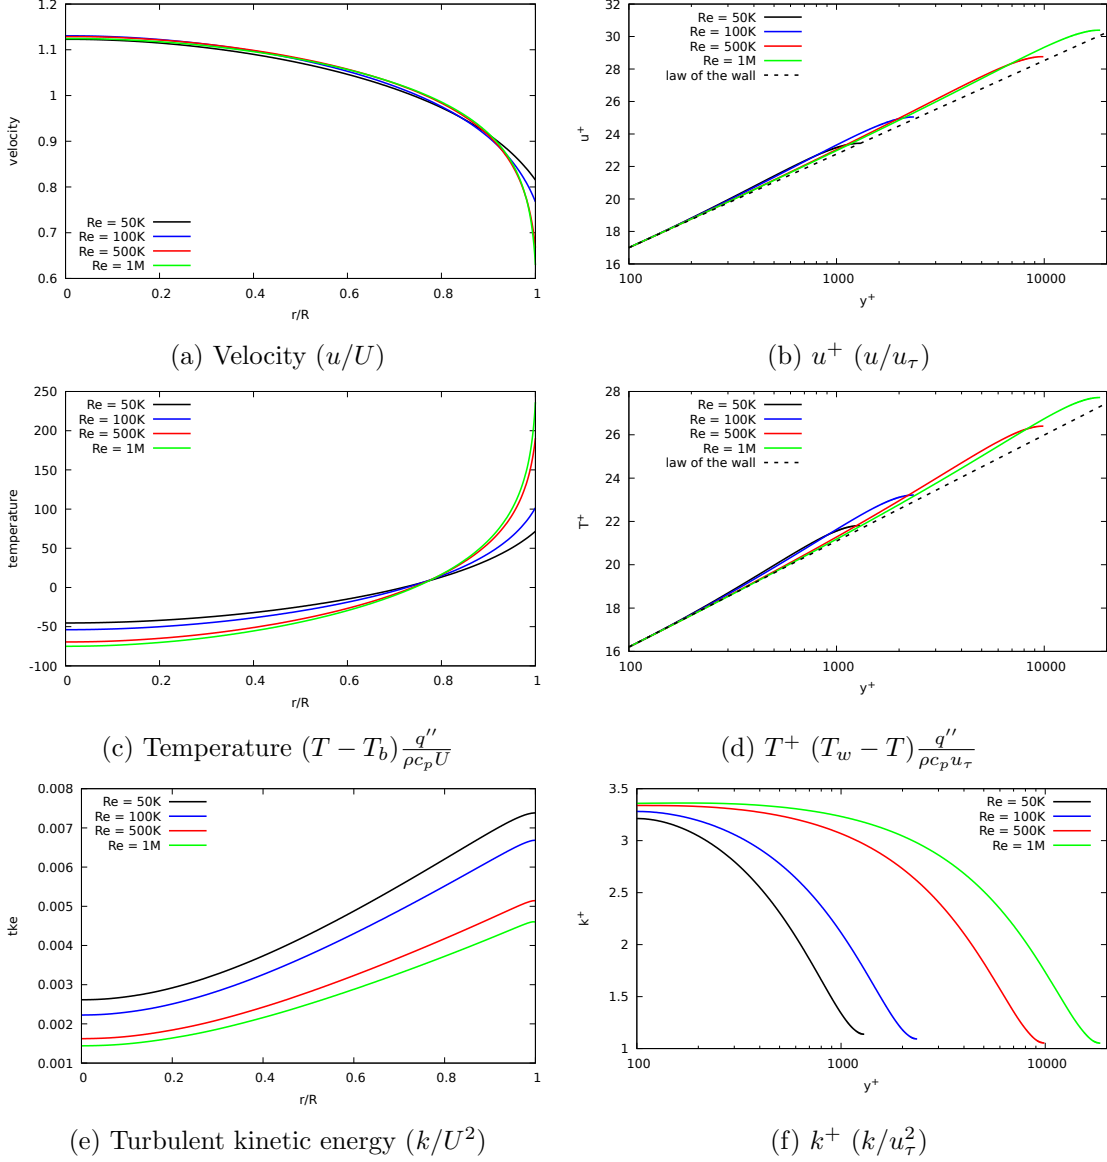 1.2
1.1
1
0.9
0.8
0.7
0.6
velocity
Re = 50K
Re = 100K
Re = 500K
Re = 1M
0 0.2 0.4 0.6 0.8 1
r/R
(a) Velocity (u/U)
32
30
28
26
24
22
20
18
16
u⁺
Re = 50K
Re = 100K
Re = 500K
Re = 1M
law of the wall
100 1000 10000
y⁺
(b) u⁺ (u/u_τ)
250
200
150
100
50
0
-50
-100
temperature
Re = 50K
Re = 100K
Re = 500K
Re = 1M
0 0.2 0.4 0.6 0.8 1
r/R
(c) Temperature (T − T_b) q′′/(ρc_pU)
28
26
24
22
20
18
16
T⁺
Re = 50K
Re = 100K
Re = 500K
Re = 1M
law of the wall
100 1000 10000
y⁺
(d) T⁺ (T_w − T) q′′/(ρc_pu_τ)
0.008
0.007
0.006
0.005
0.004
0.003
0.002
0.001
tke
Re = 50K
Re = 100K
Re = 500K
Re = 1M
0 0.2 0.4 0.6 0.8 1
r/R
(e) Turbulent kinetic energy (k/U²)
3.5
3
2.5
2
1.5
1
k⁺
Re = 50K
Re = 100K
Re = 500K
Re = 1M
100 1000 10000
y⁺
(f) k⁺ (k/u_τ²)